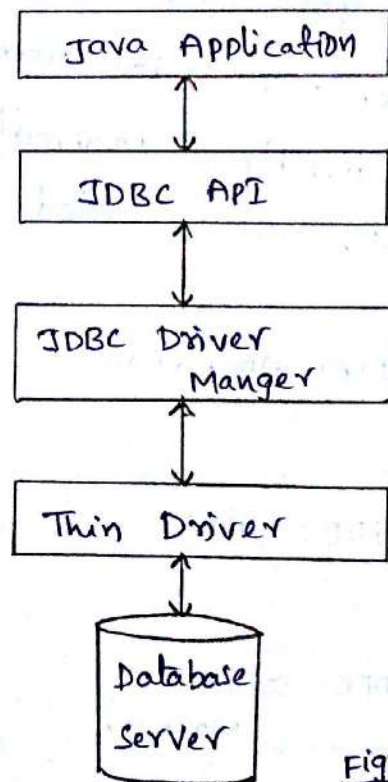 Java Application
JDBC API
JDBC Driver
Manger
Thin Driver
Database
Server
Fig